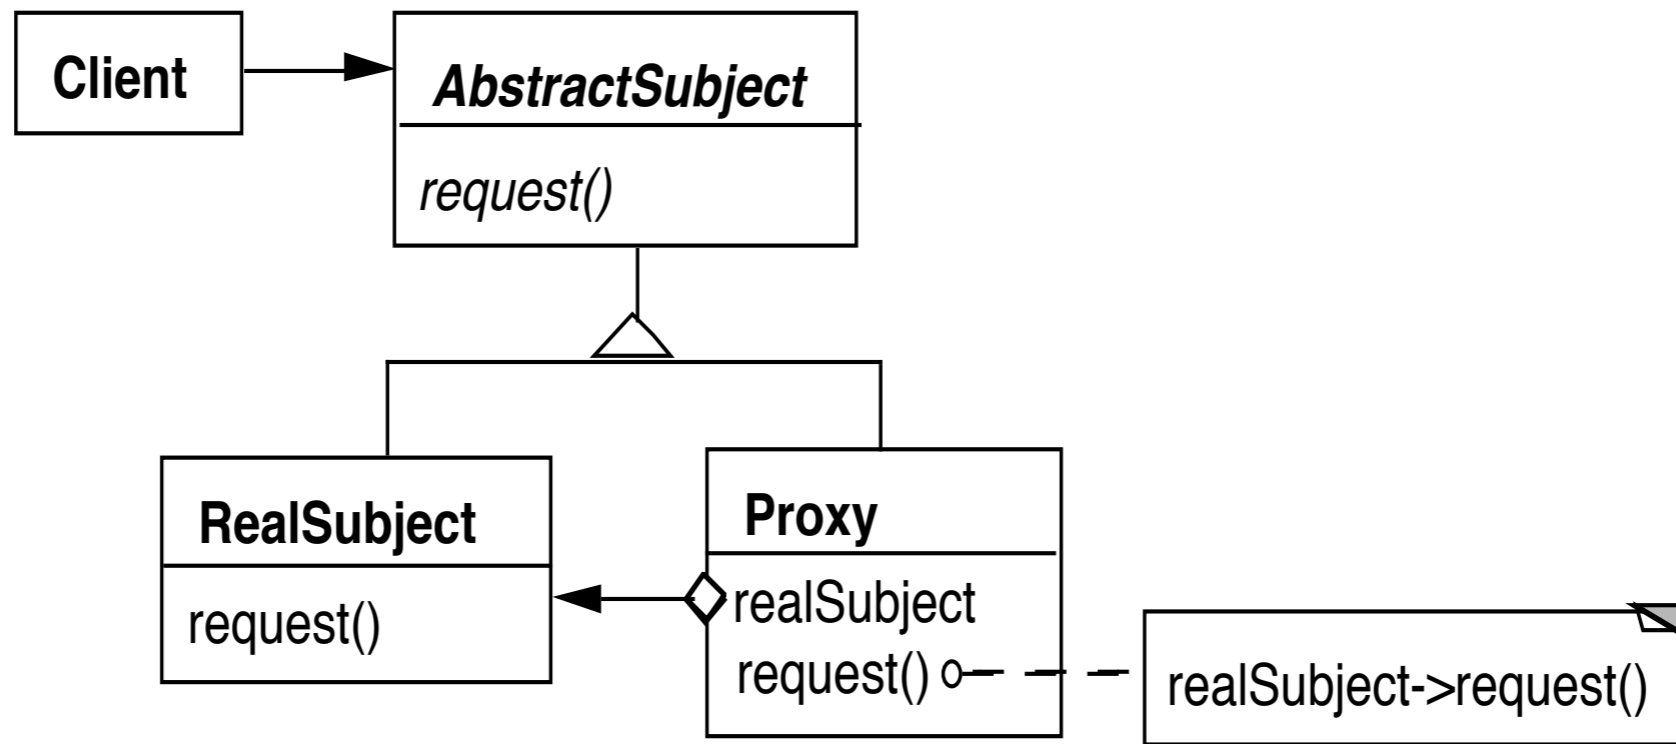 Client
AbstractSubject
request()
RealSubject
request()
Proxy
realSubject
request()
realSubject->request()